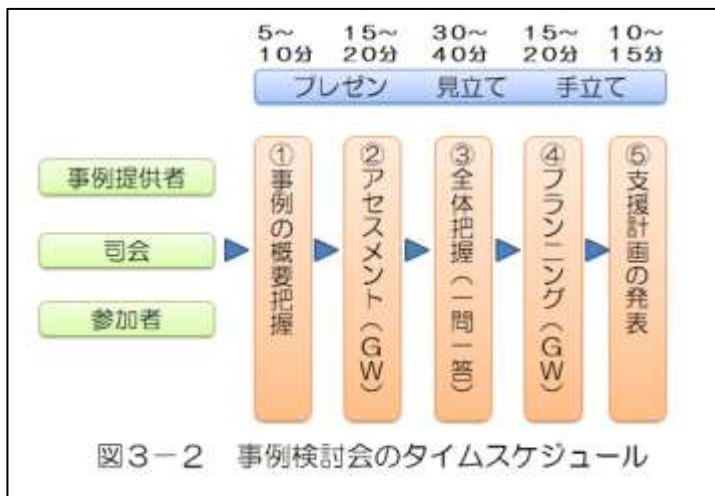 5~
10分
15~
20分
30~
40分
15~
20分
10~
15分
プレゼン 見立て 手立て
事例提供者
司会
参加者
①事例の概要把握
②アセスメント(GW)
③全体把握(一問一答)
④プランニング(GW)
⑤支援計画の発表
図3-2 事例検討会のタイムスケジュール